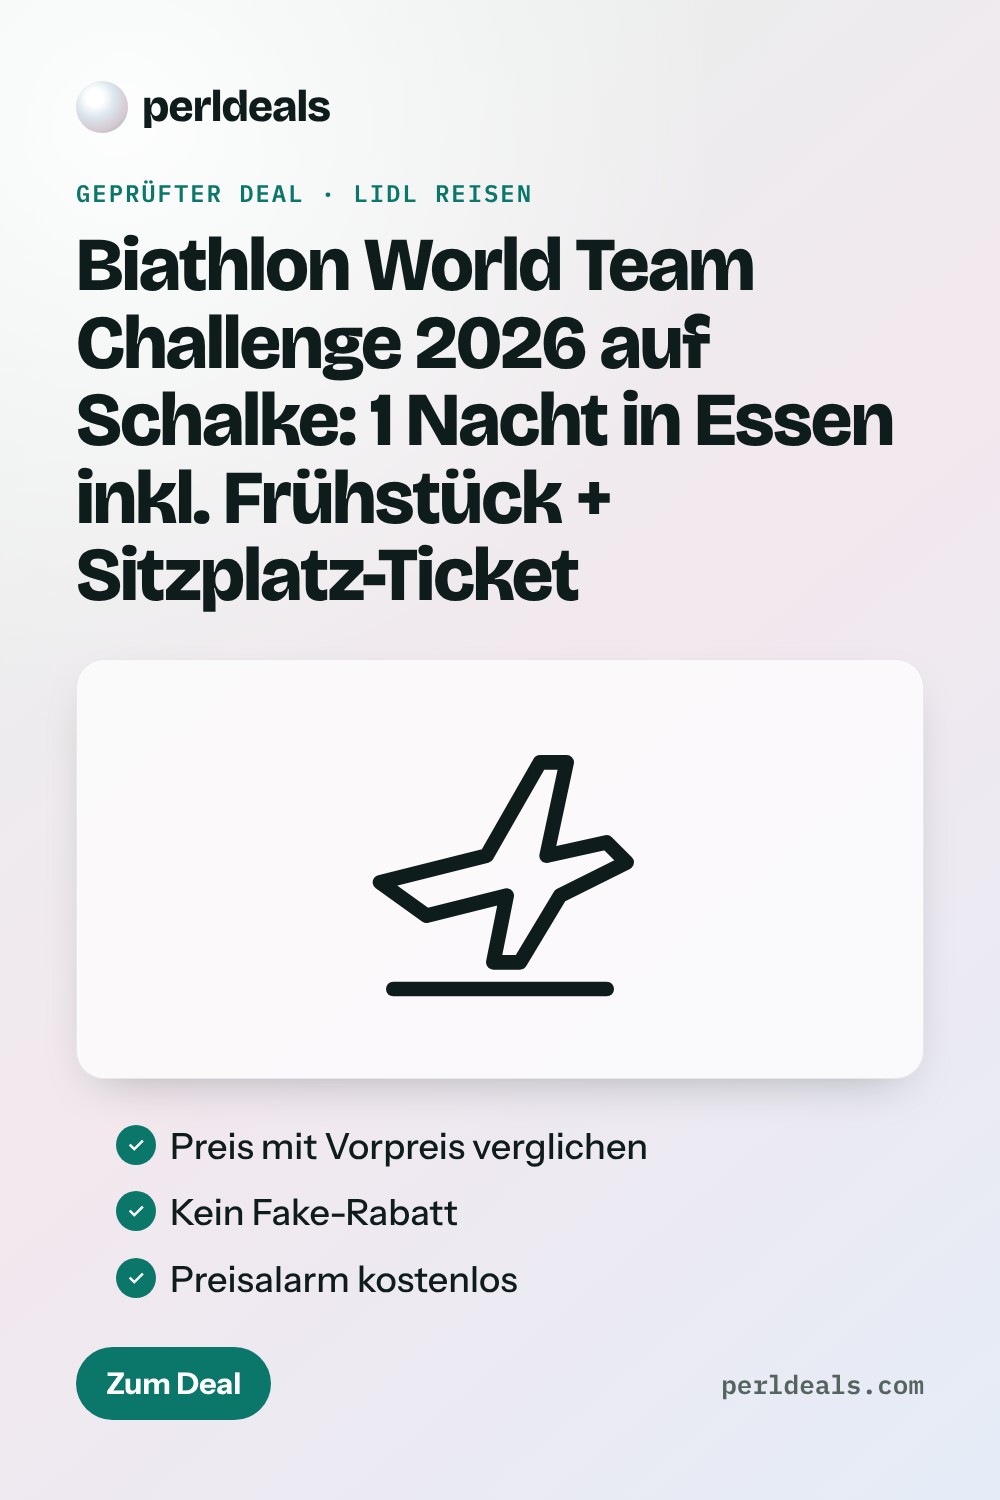 perldeals
GEPRÜFTER DEAL · LIDL REISEN
Biathlon World Team
Challenge 2026 auf
Schalke: 1 Nacht in Essen
inkl. Frühstück +
Sitzplatz-Ticket
Preis mit Vorpreis verglichen
Kein Fake-Rabatt
Preisalarm kostenlos
Zum Deal
perldeals.com